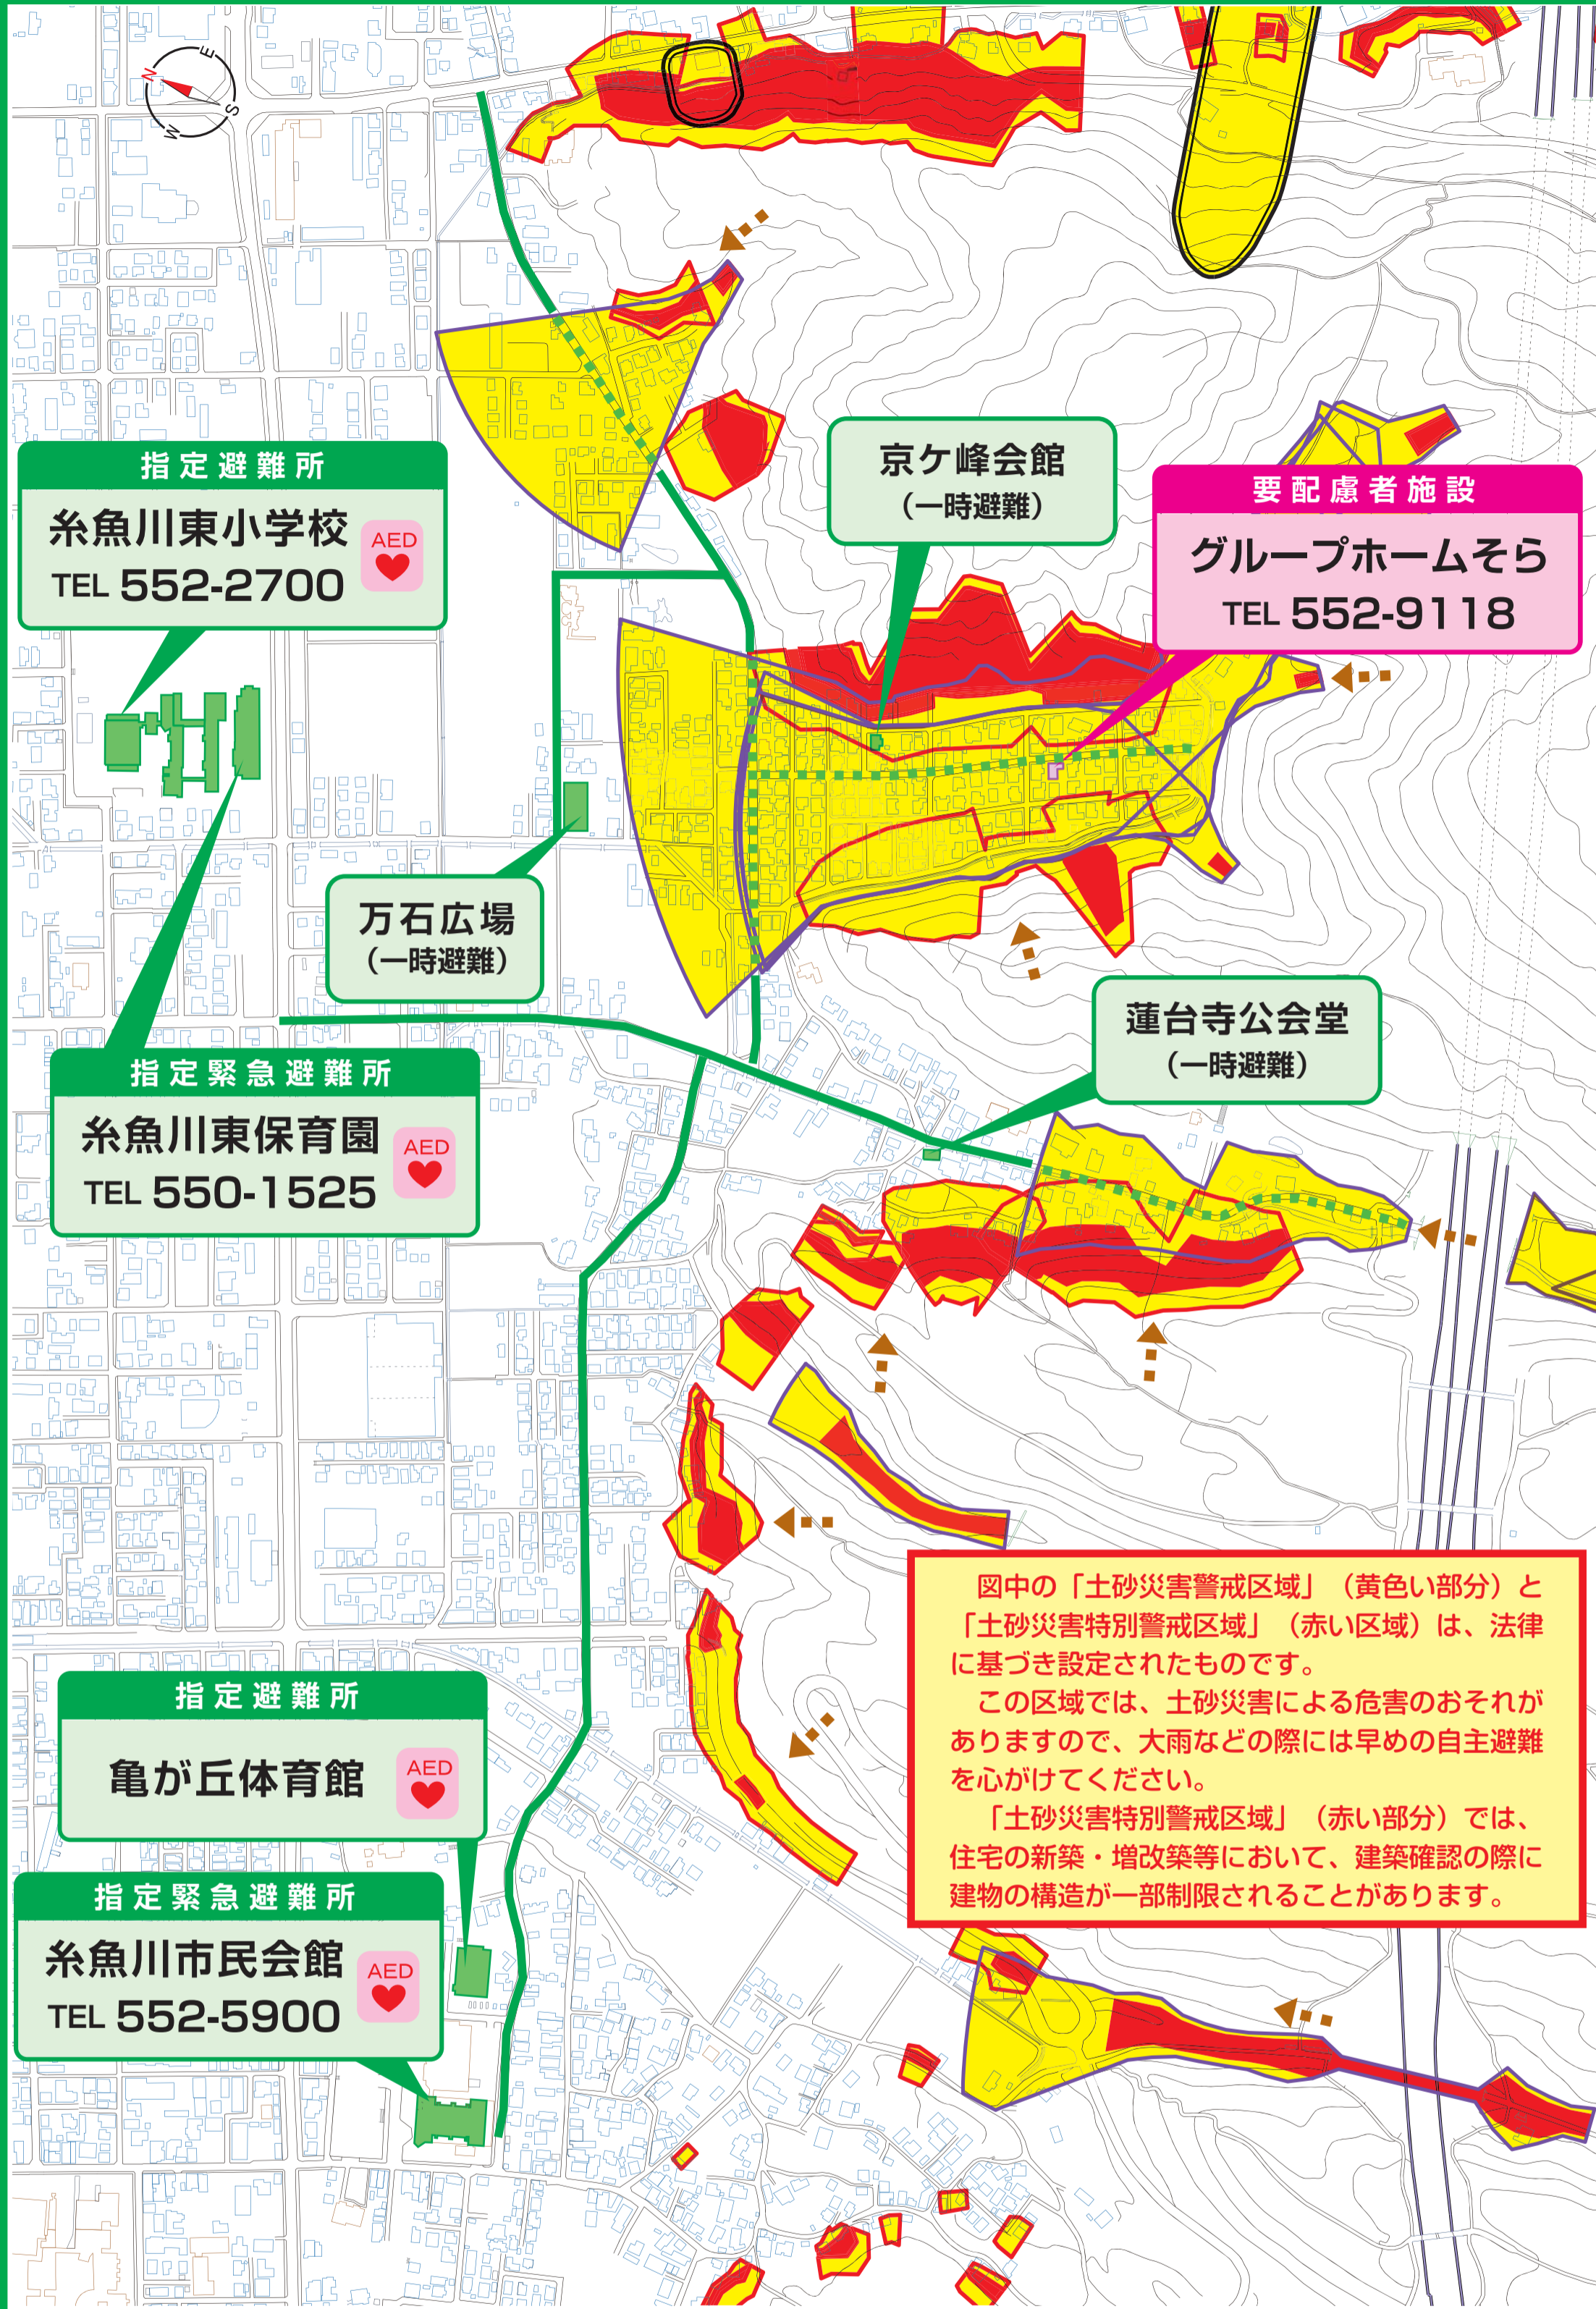 N
E
W
S
指定避難所
糸魚川東小学校
TEL 552-2700
AED
京ケ峰会館
（一時避難）
要配慮者施設
グループホームそら
TEL 552-9118
万石広場
（一時避難）
蓮台寺公会堂
（一時避難）
指定緊急避難所
糸魚川東保育園
TEL 550-1525
AED
図中の「土砂災害警戒区域」（黄色い部分）と
「土砂災害特別警戒区域」（赤い区域）は、法律
に基づき設定されたものです。
この区域では、土砂災害による危害のおそれが
ありますので、大雨などの際には早めの自主避難
を心がけてください。
「土砂災害特別警戒区域」（赤い部分）では、
住宅の新築・増改築等において、建築確認の際に
建物の構造が一部制限されることがあります。
指定避難所
亀が丘体育館
AED
指定緊急避難所
糸魚川市民会館
TEL 552-5900
AED